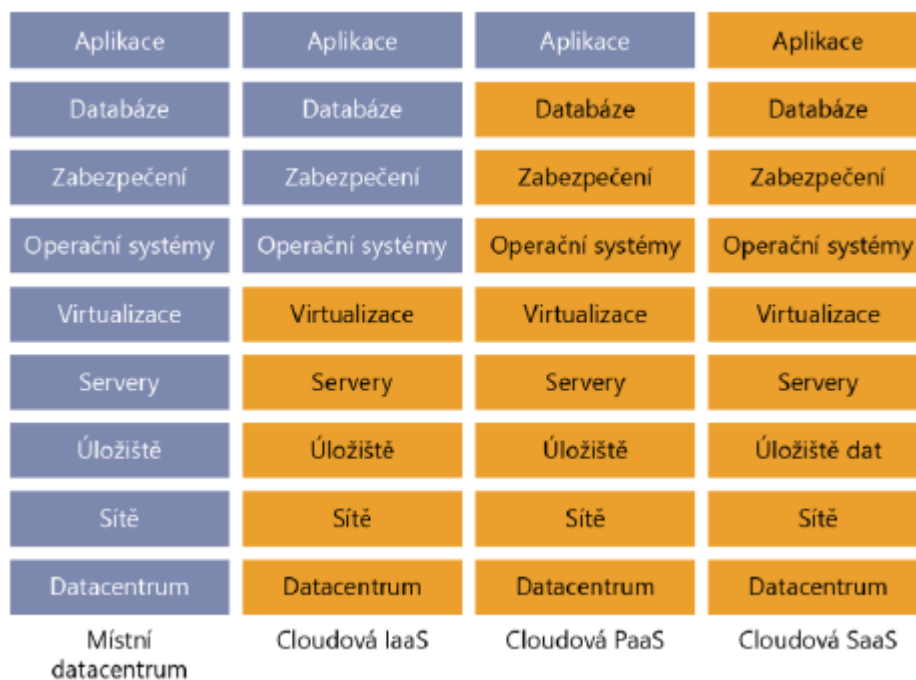 Aplikace Aplikace Aplikace Aplikace
Databáze Databáze Databáze Databáze
Zabezpečení Zabezpečení Zabezpečení Zabezpečení
Operační systémy Operační systémy Operační systémy Operační systémy
Virtualizace Virtualizace Virtualizace Virtualizace
Servery Servery Servery Servery
Úložiště Úložiště Úložiště Úložiště dat
Sítě Sítě Sítě Sítě
Datacentrum Datacentrum Datacentrum Datacentrum
Místní Cloudová IaaS Cloudová PaaS Cloudová SaaS
datacentrum